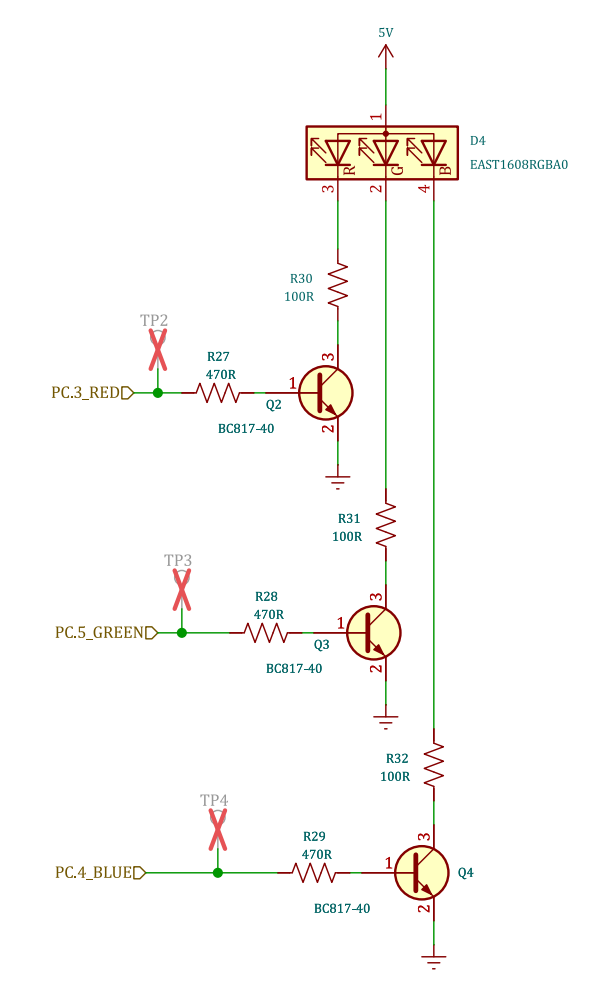 5V
1
D4
EAST1608RGBA0
R
G
B
3
2
4
R30
100R
TP2
R27
470R
3
PC.3_RED
1
Q2
2
BC817-40
R31
100R
TP3
R28
470R
3
PC.5_GREEN
1
Q3
2
BC817-40
R32
100R
TP4
R29
470R
3
PC.4_BLUE
1
Q4
2
BC817-40